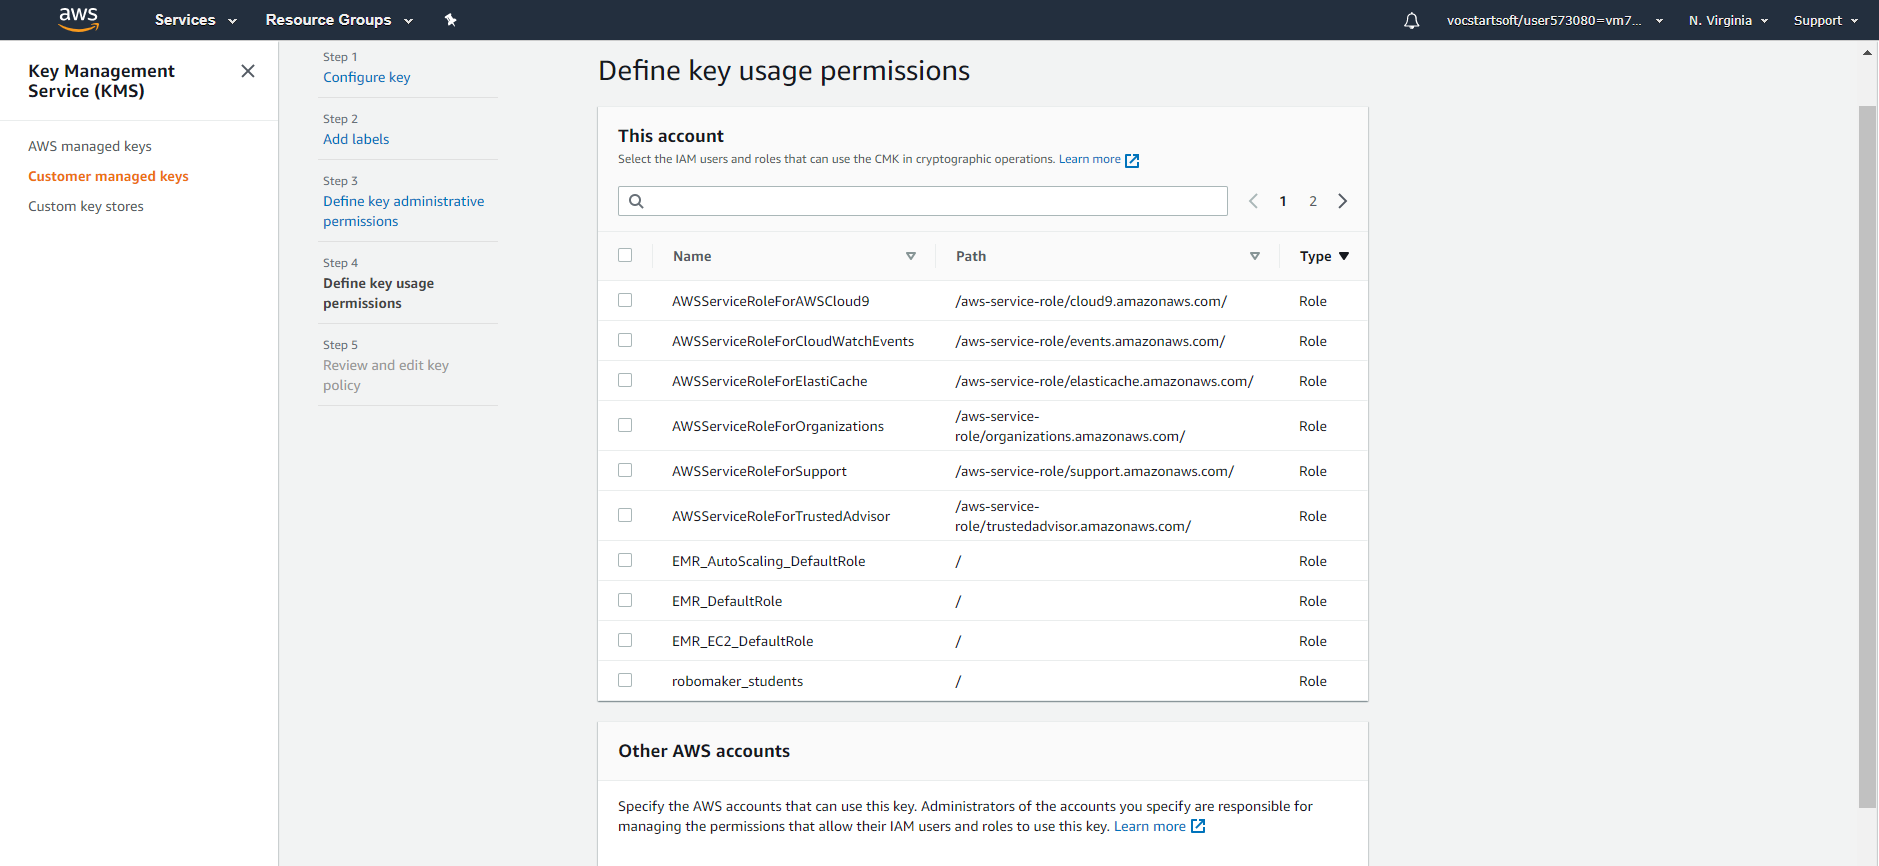 aws
Services
Resource Groups
vocstartsoft/user573080=vm7...
N. Virginia
Support
Key Management
Service (KMS)
AWS managed keys
Customer managed keys
Custom key stores
Step 1
Configure key
Step 2
Add labels
Step 3
Define key administrative
permissions
Step 4
Define key usage
permissions
Step 5
Review and edit key
policy
Define key usage permissions
This account
Select the IAM users and roles that can use the CMK in cryptographic operations. Learn more
1 2
Name Path Type
AWSServiceRoleForAWSCloud9 /aws-service-role/cloud9.amazonaws.com/ Role
AWSServiceRoleForCloudWatchEvents /aws-service-role/events.amazonaws.com/ Role
AWSServiceRoleForElastiCache /aws-service-role/elasticache.amazonaws.com/ Role
AWSServiceRoleForOrganizations /aws-service-
role/organizations.amazonaws.com/ Role
AWSServiceRoleForSupport /aws-service-role/support.amazonaws.com/ Role
AWSServiceRoleForTrustedAdvisor /aws-service-
role/trustedadvisor.amazonaws.com/ Role
EMR_AutoScaling_DefaultRole / Role
EMR_DefaultRole / Role
EMR_EC2_DefaultRole / Role
robomaker_students / Role
Other AWS accounts
Specify the AWS accounts that can use this key. Administrators of the accounts you specify are responsible for
managing the permissions that allow their IAM users and roles to use this key. Learn more